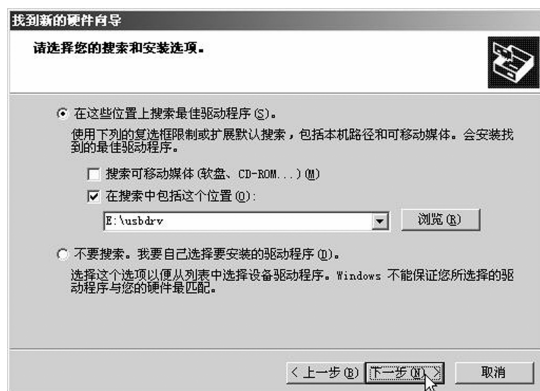 找到新的硬件向导
请选择您的搜索和安装选项。
在这些位置上搜索最佳驱动程序(S)。
使用下列的复选框限制或扩展默认搜索，包括本机路径和可移动媒体。会安装找
到的最佳驱动程序。
搜索可移动媒体(软盘、CD-ROM...)(M)
在搜索中包括这个位置(O):
E:\usbdrv
浏览(R)
不要搜索。我要自己选择要安装的驱动程序(D)。
选择这个选项以便从列表中选择设备驱动程序。Windows 不能保证您所选择的驱
动程序与您的硬件最匹配。
< 上一步(B)
下一步(N) >
取消